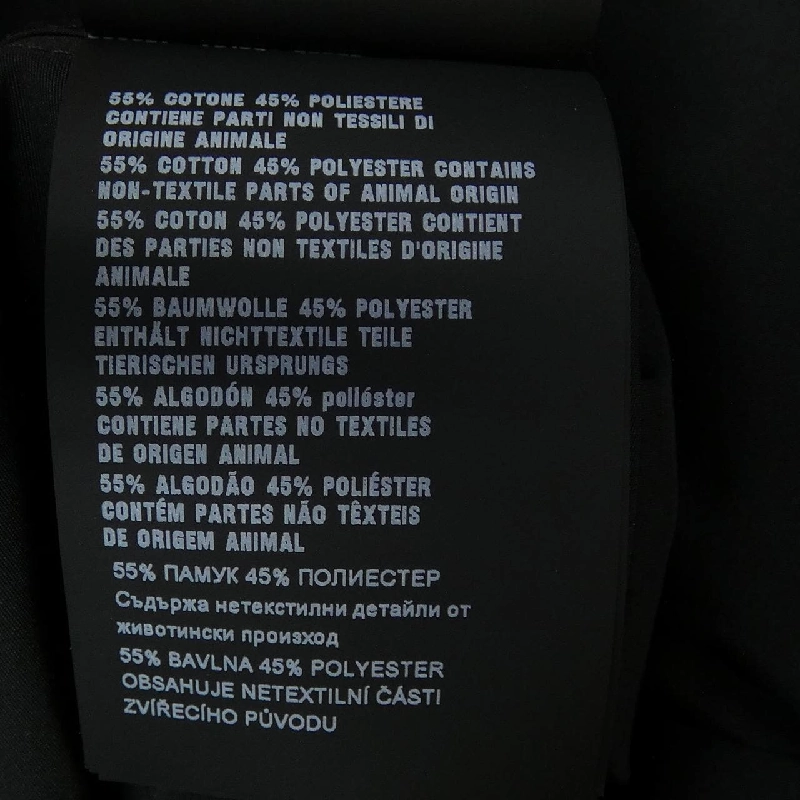 55% COTONE 45% POLIESTERE
CONTIENE PARTI NON TESSILI DI
ORIGINE ANIMALE
55% COTTON 45% POLYESTER CONTAINS
NON-TEXTILE PARTS OF ANIMAL ORIGIN
55% COTON 45% POLYESTER CONTIENT
DES PARTIES NON TEXTILES D'ORIGINE
ANIMALE
55% BAUMWOLLE 45% POLYESTER
ENTHÄLT NICHTTEXTILE TEILE
TIERISCHEN URSPRUNGS
55% ALGODÓN 45% poliéster
CONTIENE PARTES NO TEXTILES
DE ORIGEN ANIMAL
55% ALGODÃO 45% POLIÉSTER
CONTÉM PARTES NÃO TÊXTEIS
DE ORIGEM ANIMAL
55% ПАМУК 45% ПОЛИЕСТЕР
Съдържа нетекстилни детайли от
животински произход
55% BAVLNA 45% POLYESTER
OBSAHUJE NETEXTILNÍ ČÁSTI
ZVÍŘECÍHO PŮVODU